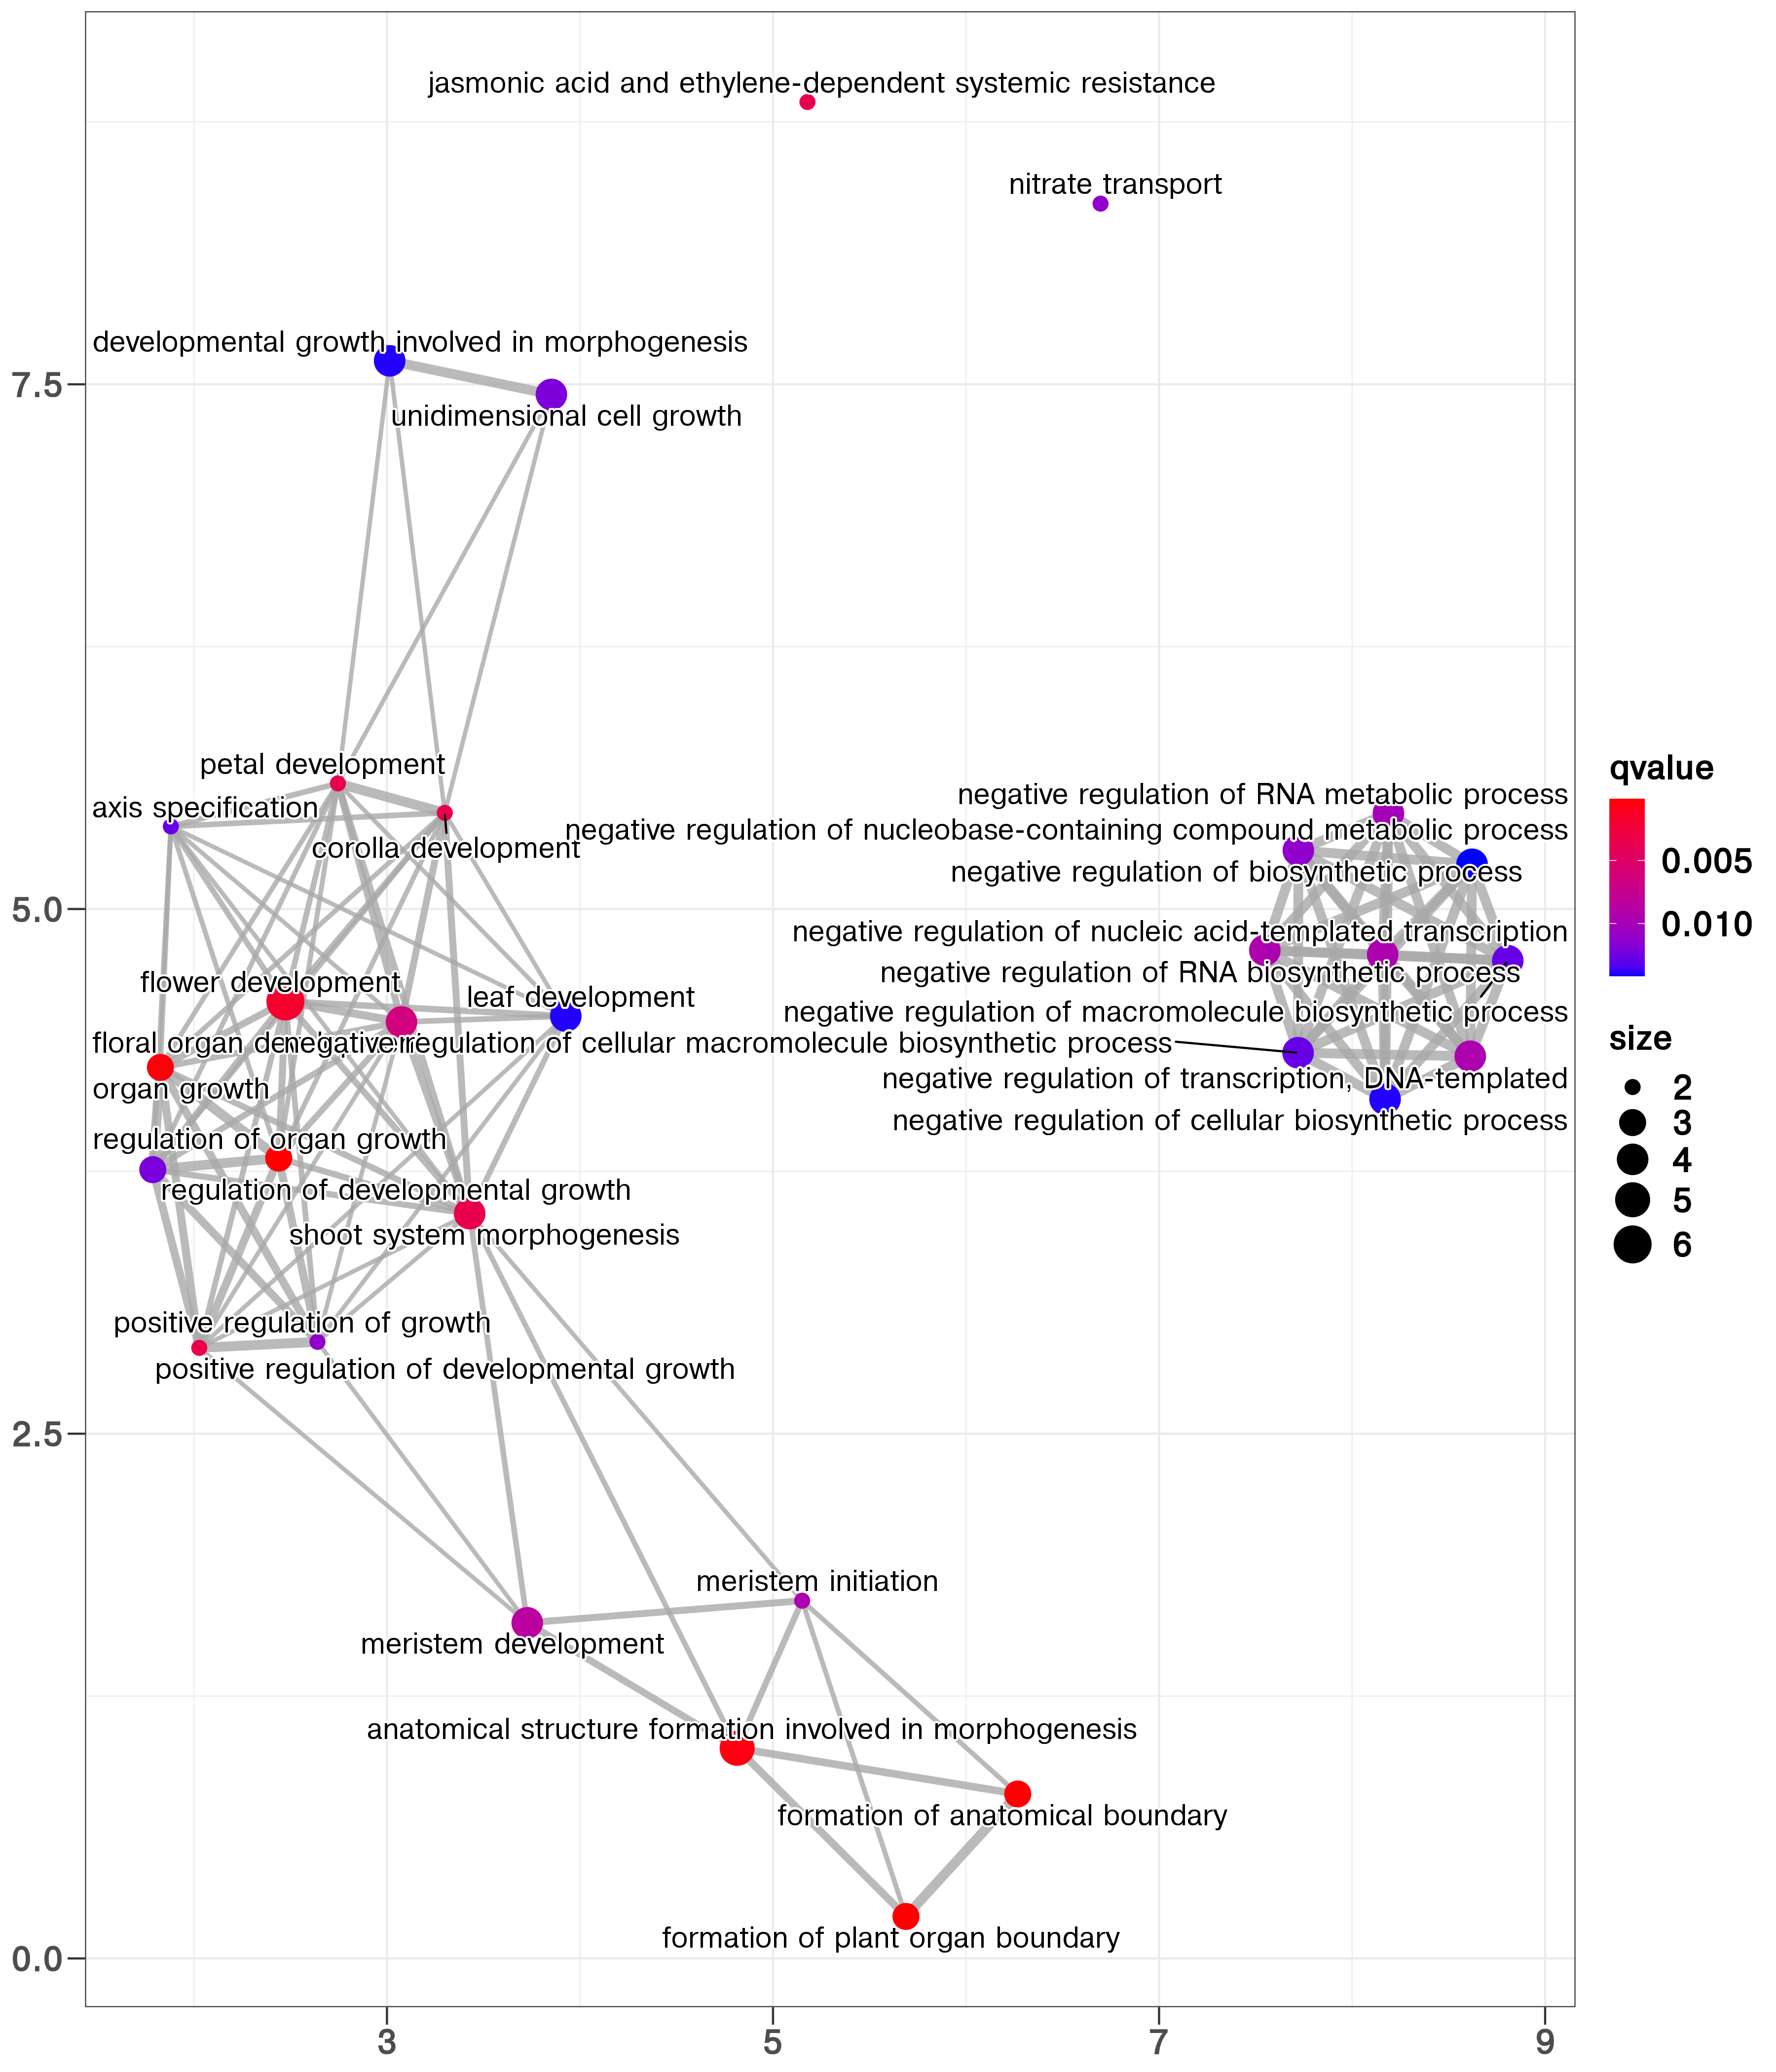 jasmonic acid and ethylene-dependent systemic resistance
nitrate transport
developmental growth involved in morphogenesis
7.5
unidimensional cell growth
petal development
axis specification
corolla development
negative regulation of RNA metabolic process
negative regulation of nucleobase-containing compound metabolic process
negative regulation of biosynthetic process
5.0
negative regulation of nucleic acid-templated transcription
flower development
leaf development
negative regulation of RNA biosynthetic process
negative regulation of macromolecule biosynthetic process
floral organ
negative regulation of cellular macromolecule biosynthetic process
organ growth
negative regulation of transcription, DNA-templated
negative regulation of cellular biosynthetic process
regulation of organ growth
regulation of developmental growth
shoot system morphogenesis
positive regulation of growth
positive regulation of developmental growth
2.5
meristem initiation
meristem development
anatomical structure formation involved in morphogenesis
formation of anatomical boundary
formation of plant organ boundary
0.0
3
5
7
9
qvalue
0.005
0.010
size
2
3
4
5
6